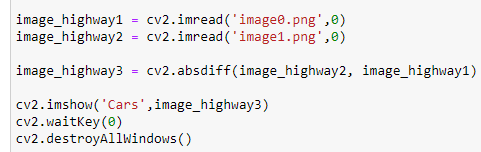 image_highway1 = cv2.imread('image0.png',0)
image_highway2 = cv2.imread('image1.png',0)
image_highway3 = cv2.absdiff(image_highway2, image_highway1)
cv2.imshow('Cars',image_highway3)
cv2.waitKey(0)
cv2.destroyAllWindows()